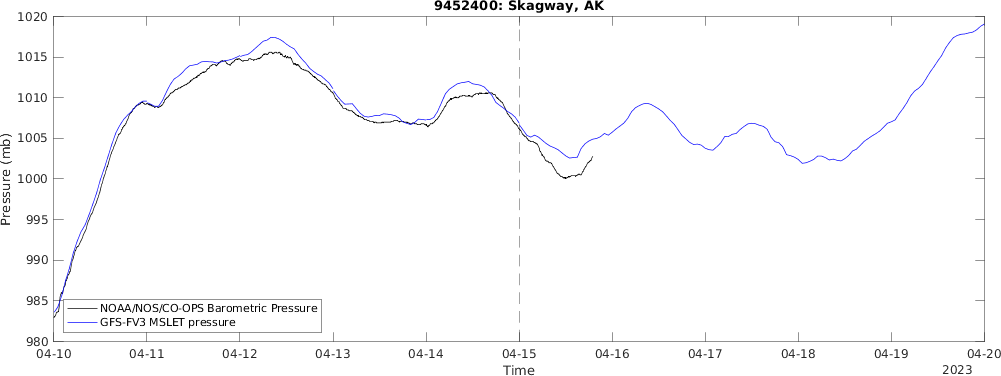 9452400: Skagway, AK
1020
1015
1010
1005
1000
995
990
985
980
Pressure (mb)
NOAA/NOS/CO-OPS Barometric Pressure
GFS-FV3 MSLET pressure
04-10 04-11 04-12 04-13 04-14 04-15 04-16 04-17 04-18 04-19 04-20
Time
2023